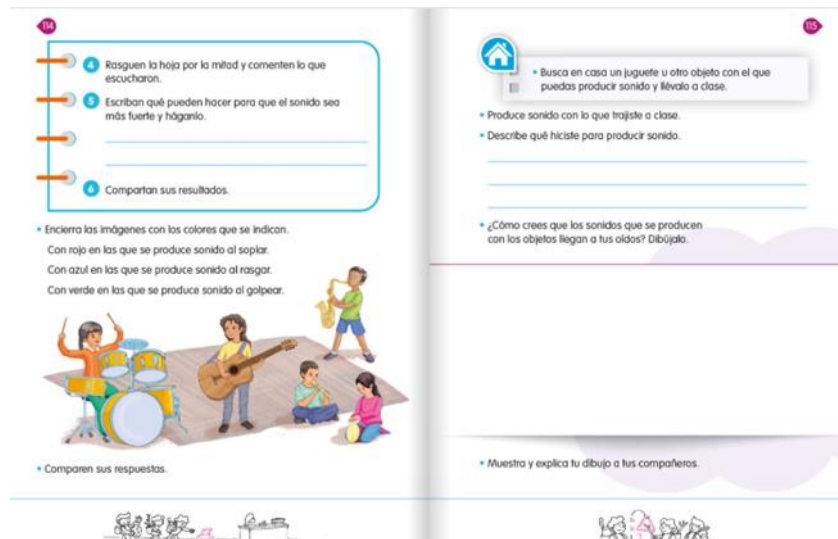 114
4 Rasguen la hoja por la mitad y comenten lo que
escucharon.
5 Escriban qué pueden hacer para que el sonido sea
más fuerte y háganlo.
6 Compartan sus resultados.
• Encierra las imágenes con los colores que se indican.
Con rojo en las que se produce sonido al soplar.
Con azul en las que se produce sonido al rasgar.
Con verde en las que se produce sonido al golpear.
• Comparen sus respuestas.
115
• Busca en casa un juguete u otro objeto con el que
puedas producir sonido y llévalo a clase.
• Produce sonido con lo que trajiste a clase.
• Describe qué hiciste para producir sonido.
• ¿Cómo crees que los sonidos que se producen
con los objetos llegan a tus oídos? Dibújalo.
• Muestra y explica tu dibujo a tus compañeros.